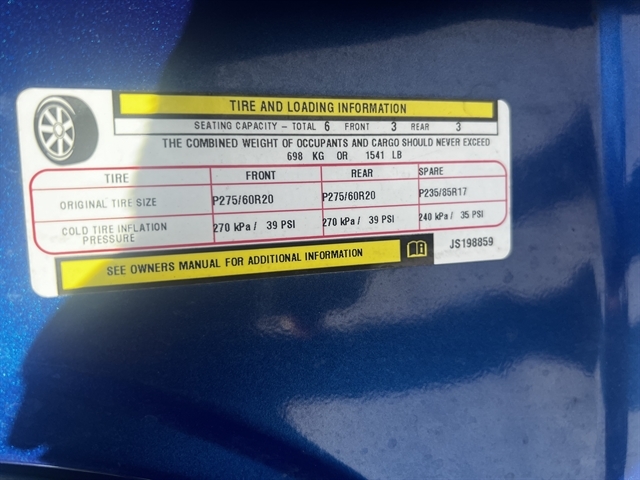 TIRE AND LOADING INFORMATION
SEATING CAPACITY - TOTAL 6 FRONT 3 REAR 3
THE COMBINED WEIGHT OF OCCUPANTS AND CARGO SHOULD NEVER EXCEED
698 KG OR 1541 LB
TIRE FRONT REAR SPARE
ORIGINAL TIRE SIZE P275/60R20 P275/60R20 P235/85R17
COLD TIRE INFLATION PRESSURE 270 kPa / 39 PSI 270 kPa / 39 PSI 240 kPa / 35 PSI
SEE OWNERS MANUAL FOR ADDITIONAL INFORMATION
JS198859